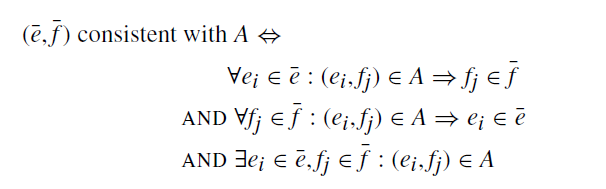 (ē, f̄) consistent with A ⇔
∀eᵢ ∈ ē : (eᵢ, fⱼ) ∈ A ⇒ fⱼ ∈ f̄
AND ∀fⱼ ∈ f̄ : (eᵢ, fⱼ) ∈ A ⇒ eᵢ ∈ ē
AND ∃eᵢ ∈ ē, fⱼ ∈ f̄ : (eᵢ, fⱼ) ∈ A